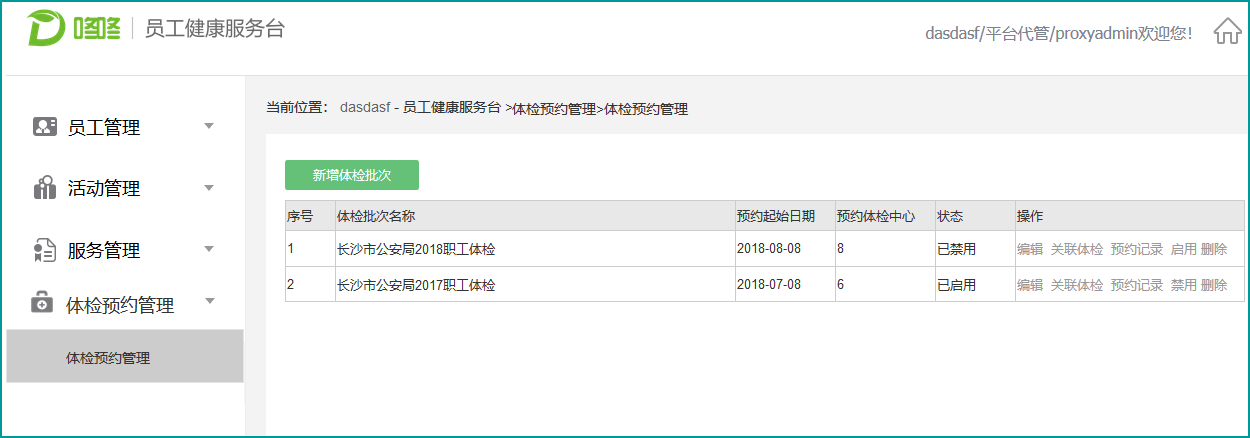 咚咚 员工健康服务台
dasdasf/平台代管/proxyadmin欢迎您!
员工管理
活动管理
服务管理
体检预约管理
体检预约管理
当前位置: dasdasf - 员工健康服务台 >体检预约管理>体检预约管理
新增体检批次
序号 体检批次名称 预约起始日期 预约体检中心 状态 操作
1 长沙市公安局2018职工体检 2018-08-08 8 已禁用 编辑 关联体检 预约记录 启用 删除
2 长沙市公安局2017职工体检 2018-07-08 6 已启用 编辑 关联体检 预约记录 禁用 删除